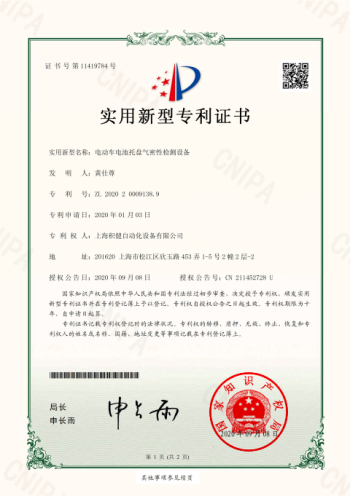 证书号第11419784号
实用新型专利证书
实用新型名称：电动车电池托盘气密性检测设备
发明人：黄仕尊
专利号：ZL 2020 2 0009138.9
专利申请日：2020年01月03日
专利权人：上海积健自动化设备有限公司
地址：201620 上海市松江区欣玉路453弄1-5号2幢2层-2
授权公告日：2020年09月08日 授权公告号：CN 211452728 U
国家知识产权局依照中华人民共和国专利法经过初步审查，决定授予专利权，颁发实用
新型专利证书并在专利登记簿上予以登记。专利权自授权公告之日起生效。专利权期限为十
年，自申请日起算。
专利证书记载专利权登记时的法律状况。专利权的转移、质押、无效、终止、恢复和专
利权人的姓名或名称、国籍、地址变更等事项记载在专利登记簿上。
局长
申长雨
申长雨
国家知识产权局
2020年09月08日
第 1 页 (共 2 页)
其他事项参见续页
CNIPA